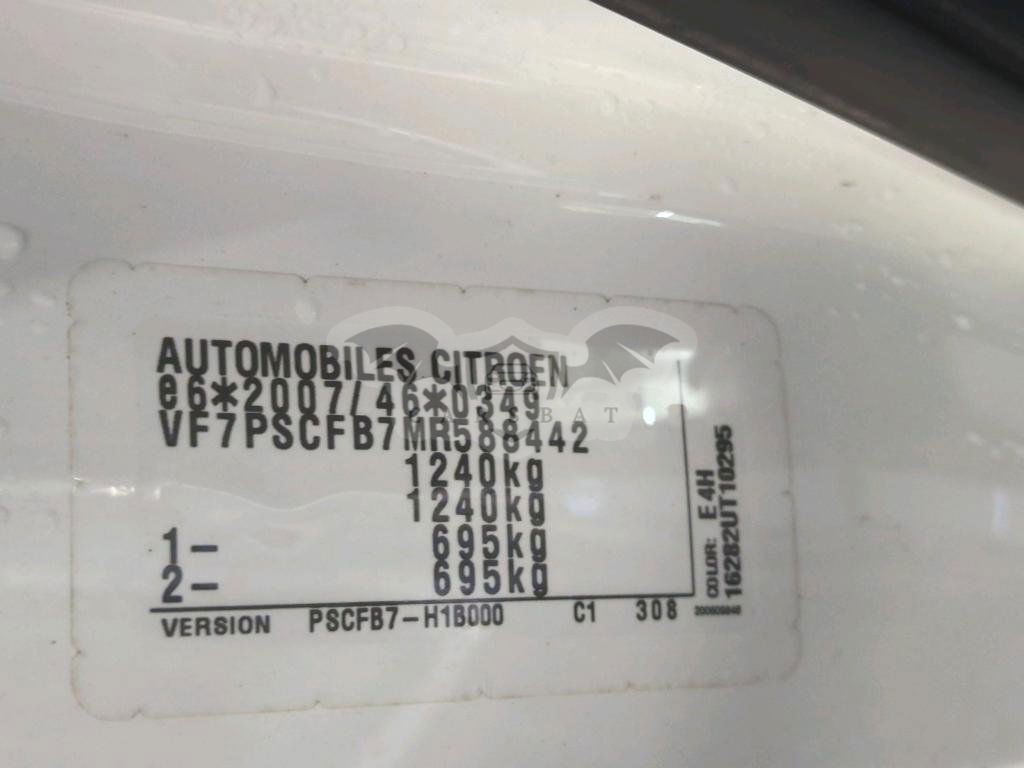 AUTOMOBILES CITROEN
e6*2007/46*0349
VF7PSCFB7MR588442
1240kg
1240kg
1- 695kg
2- 695kg
VERSION PSCFB7-H1B000 C1 308
COLOR: E4H
16282UT10295